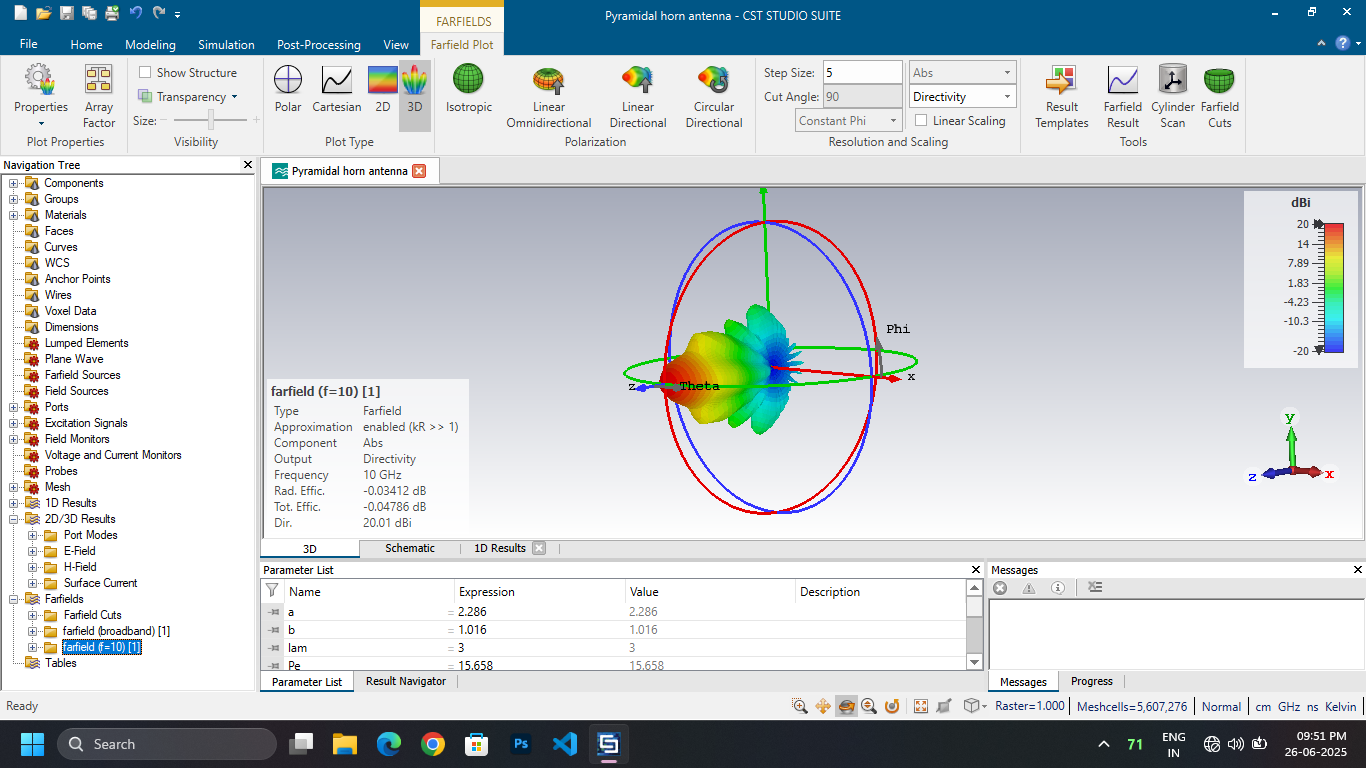 Pyramidal horn antenna - CST STUDIO SUITE
FARFIELDS
File Home Modeling Simulation Post-Processing View Farfield Plot
Properties
Array Factor
Plot Properties
Show Structure
Transparency
Size:
Visibility
Polar
Cartesian
2D
3D
Plot Type
Isotropic
Linear Omnidirectional
Linear Directional
Circular Directional
Polarization
Step Size: 5
Abs
Cut Angle: 90
Directivity
Constant Phi
Linear Scaling
Resolution and Scaling
Result Templates
Farfield Result
Cylinder Scan
Farfield Cuts
Tools
Navigation Tree
Components
Groups
Materials
Faces
Curves
WCS
Anchor Points
Wires
Voxel Data
Dimensions
Lumped Elements
Plane Wave
Farfield Sources
Field Sources
Ports
Excitation Signals
Field Monitors
Voltage and Current Monitors
Probes
Mesh
1D Results
2D/3D Results
Port Modes
E-Field
H-Field
Surface Current
Farfields
Farfield Cuts
farfield (broadband) [1]
farfield (f=10) [1]
Tables
Pyramidal horn antenna
Phi
x
z
Theta
dBi
20
14
7.89
1.83
-4.23
-10.3
-20
y
z
x
farfield (f=10) [1]
Type Farfield
Approximation enabled (kR >> 1)
Component Abs
Output Directivity
Frequency 10 GHz
Rad. Effic. -0.03412 dB
Tot. Effic. -0.04786 dB
Dir. 20.01 dBi
3D Schematic 1D Results
Parameter List
Name Expression Value Description
a = 2.286 2.286
b = 1.016 1.016
lam = 3 3
Pe = 15.658 15.658
Parameter List Result Navigator
Messages
Messages Progress
Ready
Raster=1.000 Meshcells=5,607,276 Normal cm GHz ns Kelvin
Search
Ps
71
ENG
IN
09:51 PM
26-06-2025